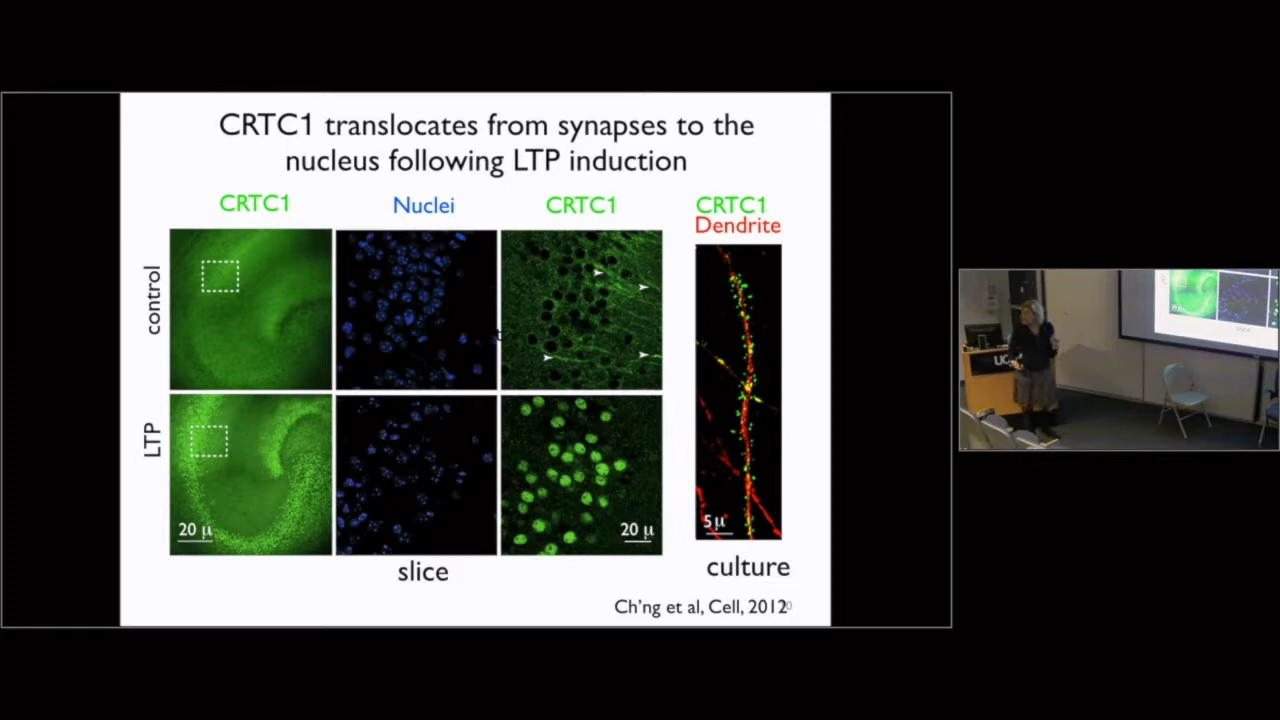 CRTC1 translocates from synapses to the
nucleus following LTP induction
CRTC1
Nuclei
CRTC1
CRTC1
Dendrite
control
LTP
20 μ
20 μ
5μ
slice
culture
Ch'ng et al, Cell, 2012
UC